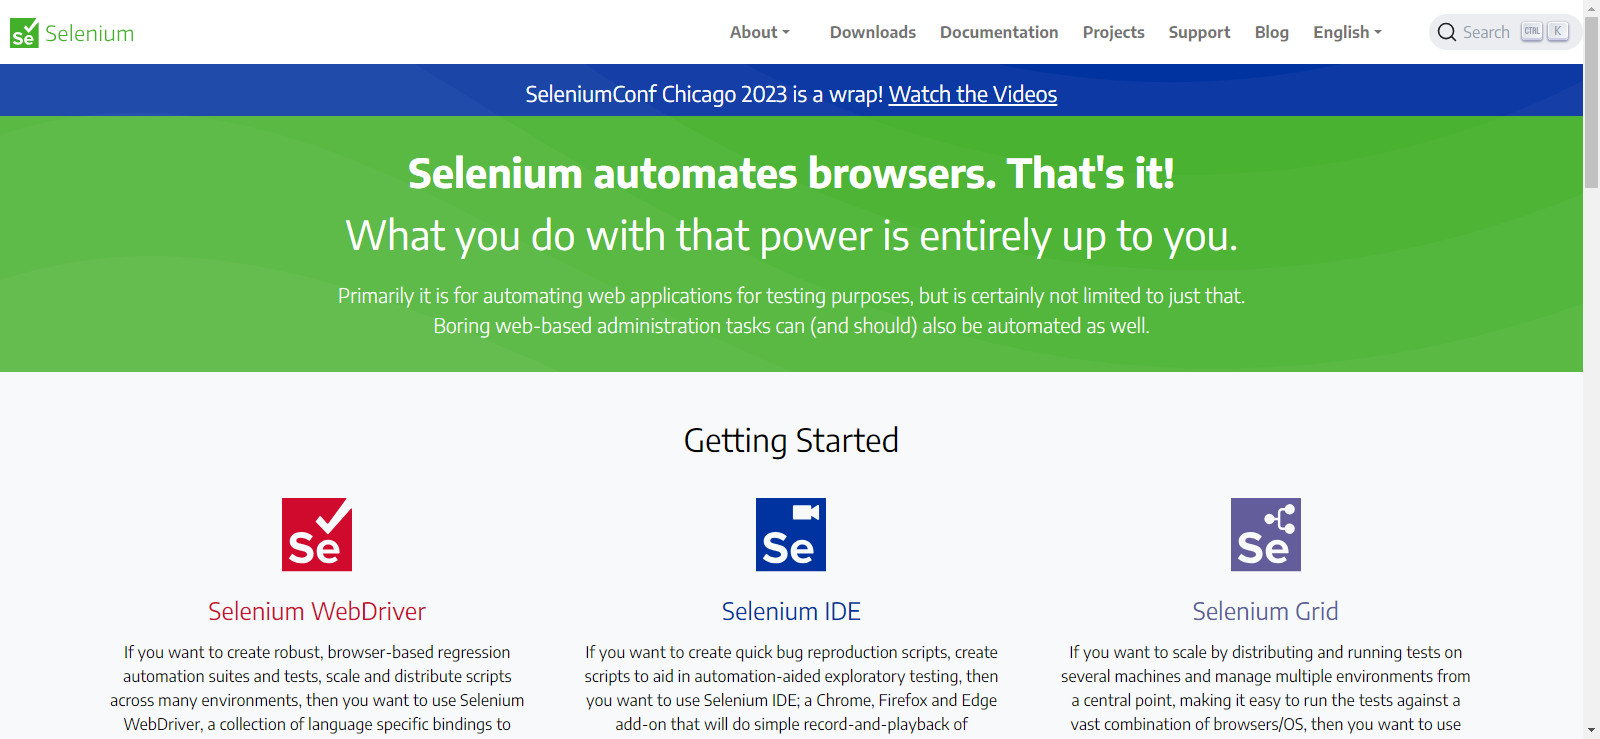 Se Selenium
About
Downloads
Documentation
Projects
Support
Blog
English
Search CTRL K
SeleniumConf Chicago 2023 is a wrap! Watch the Videos
Selenium automates browsers. That's it!
What you do with that power is entirely up to you.
Primarily it is for automating web applications for testing purposes, but is certainly not limited to just that.
Boring web-based administration tasks can (and should) also be automated as well.
Getting Started
Se
Selenium WebDriver
If you want to create robust, browser-based regression
automation suites and tests, scale and distribute scripts
across many environments, then you want to use Selenium
WebDriver, a collection of language specific bindings to
Se
Selenium IDE
If you want to create quick bug reproduction scripts, create
scripts to aid in automation-aided exploratory testing, then
you want to use Selenium IDE; a Chrome, Firefox and Edge
add-on that will do simple record-and-playback of
Se
Selenium Grid
If you want to scale by distributing and running tests on
several machines and manage multiple environments from
a central point, making it easy to run the tests against a
vast combination of browsers/OS, then you want to use